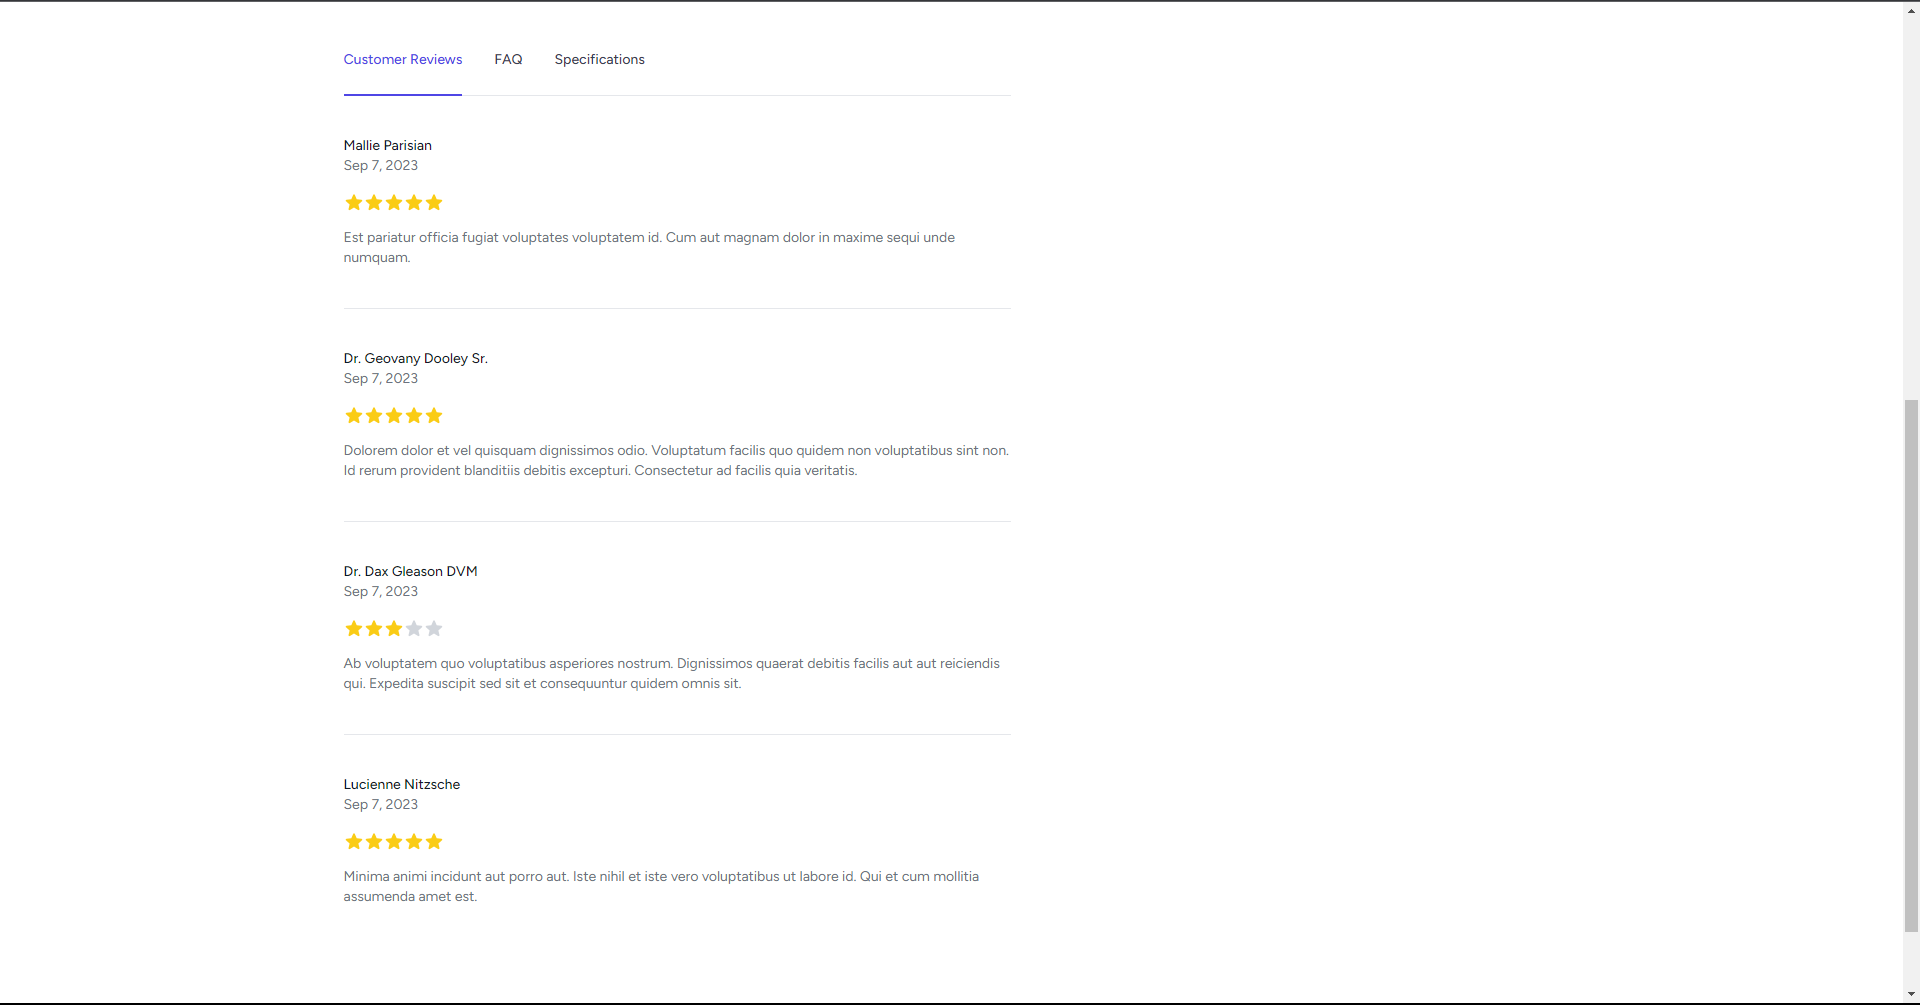 Customer Reviews FAQ Specifications
Mallie Parisian
Sep 7, 2023
Est pariatur officia fugiat voluptates voluptatem id. Cum aut magnam dolor in maxime sequi unde
numquam.
Dr. Geovany Dooley Sr.
Sep 7, 2023
Dolorem dolor et vel quisquam dignissimos odio. Voluptatum facilis quo quidem non voluptatibus sint non.
Id rerum provident blanditiis debitis excepturi. Consectetur ad facilis quia veritatis.
Dr. Dax Gleason DVM
Sep 7, 2023
Ab voluptatem quo voluptatibus asperiores nostrum. Dignissimos quaerat debitis facilis aut aut reiciendis
qui. Expedita suscipit sed sit et consequuntur quidem omnis sit.
Lucienne Nitzsche
Sep 7, 2023
Minima animi incidunt aut porro aut. Iste nihil et iste vero voluptatibus ut labore id. Qui et cum mollitia
assumenda amet est.